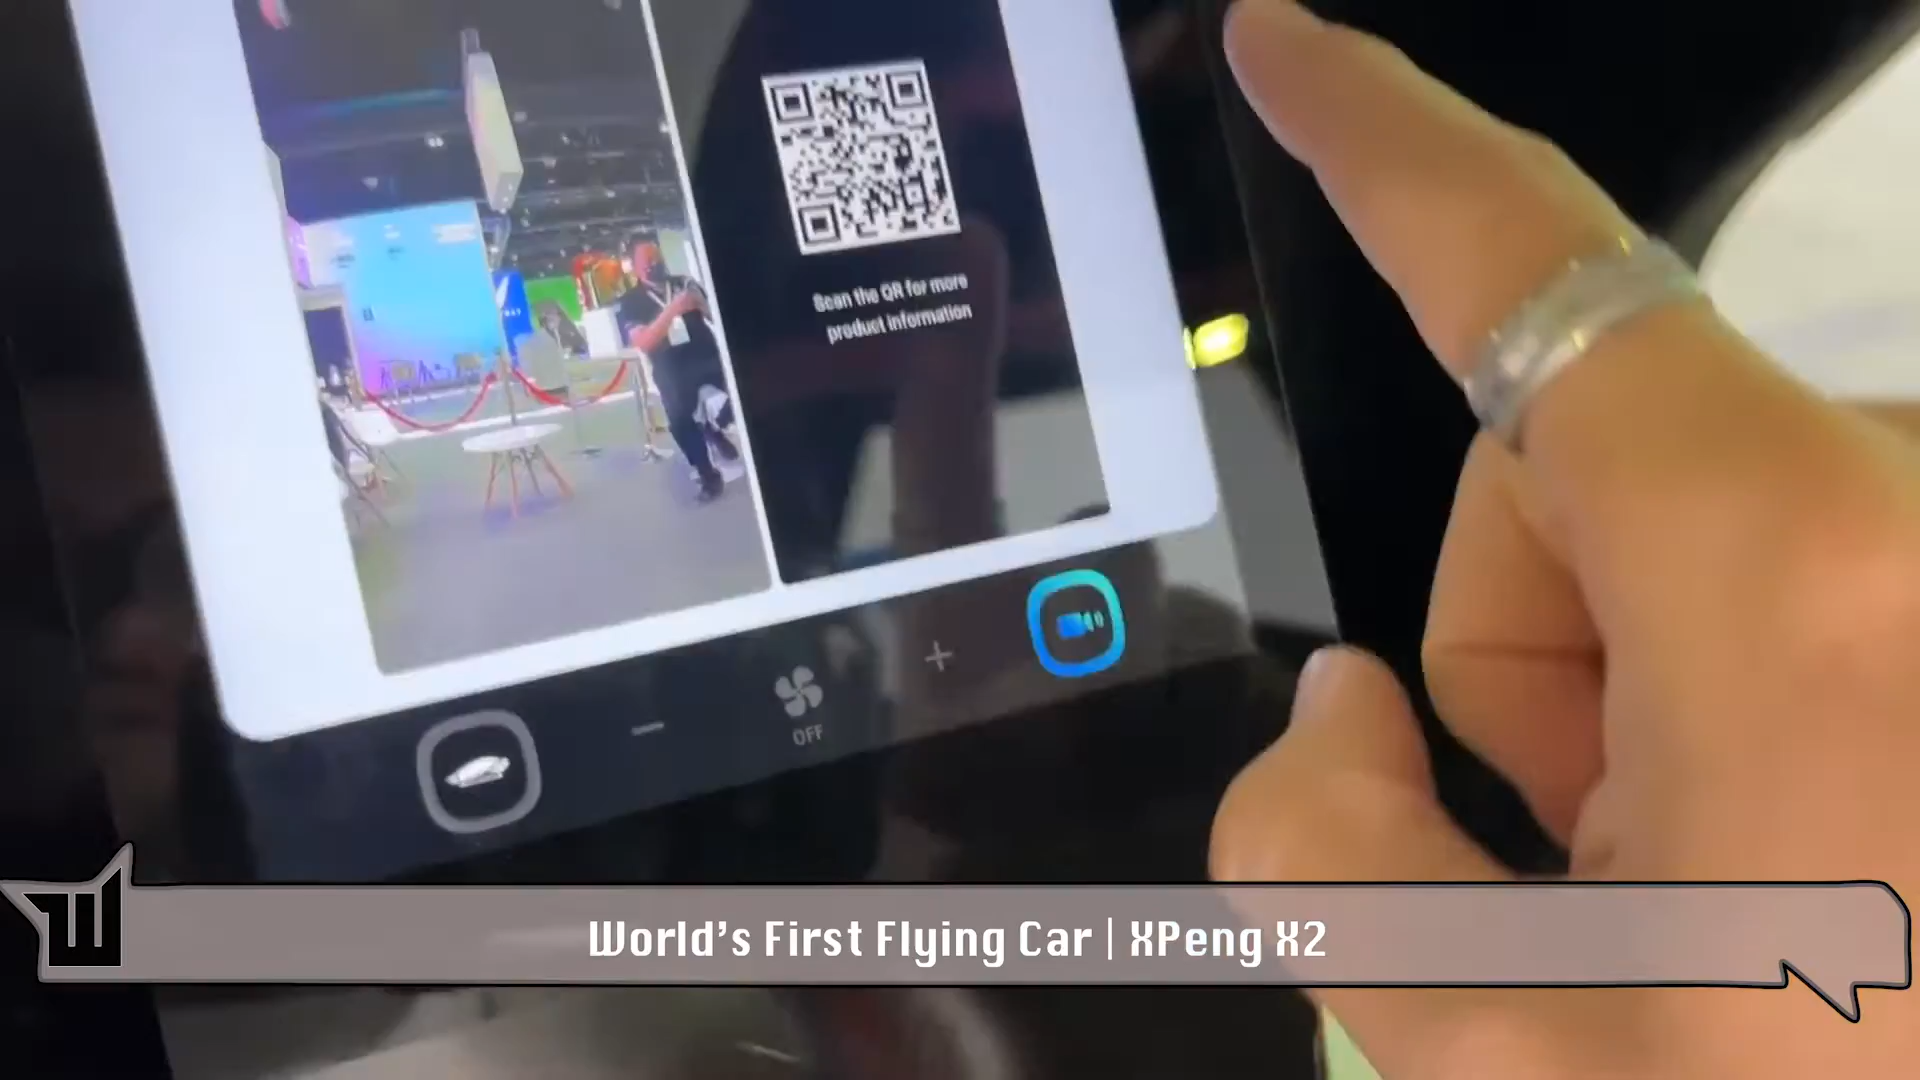 Scan the QR for more
product information
OFF
World's First Flying Car | XPeng X2